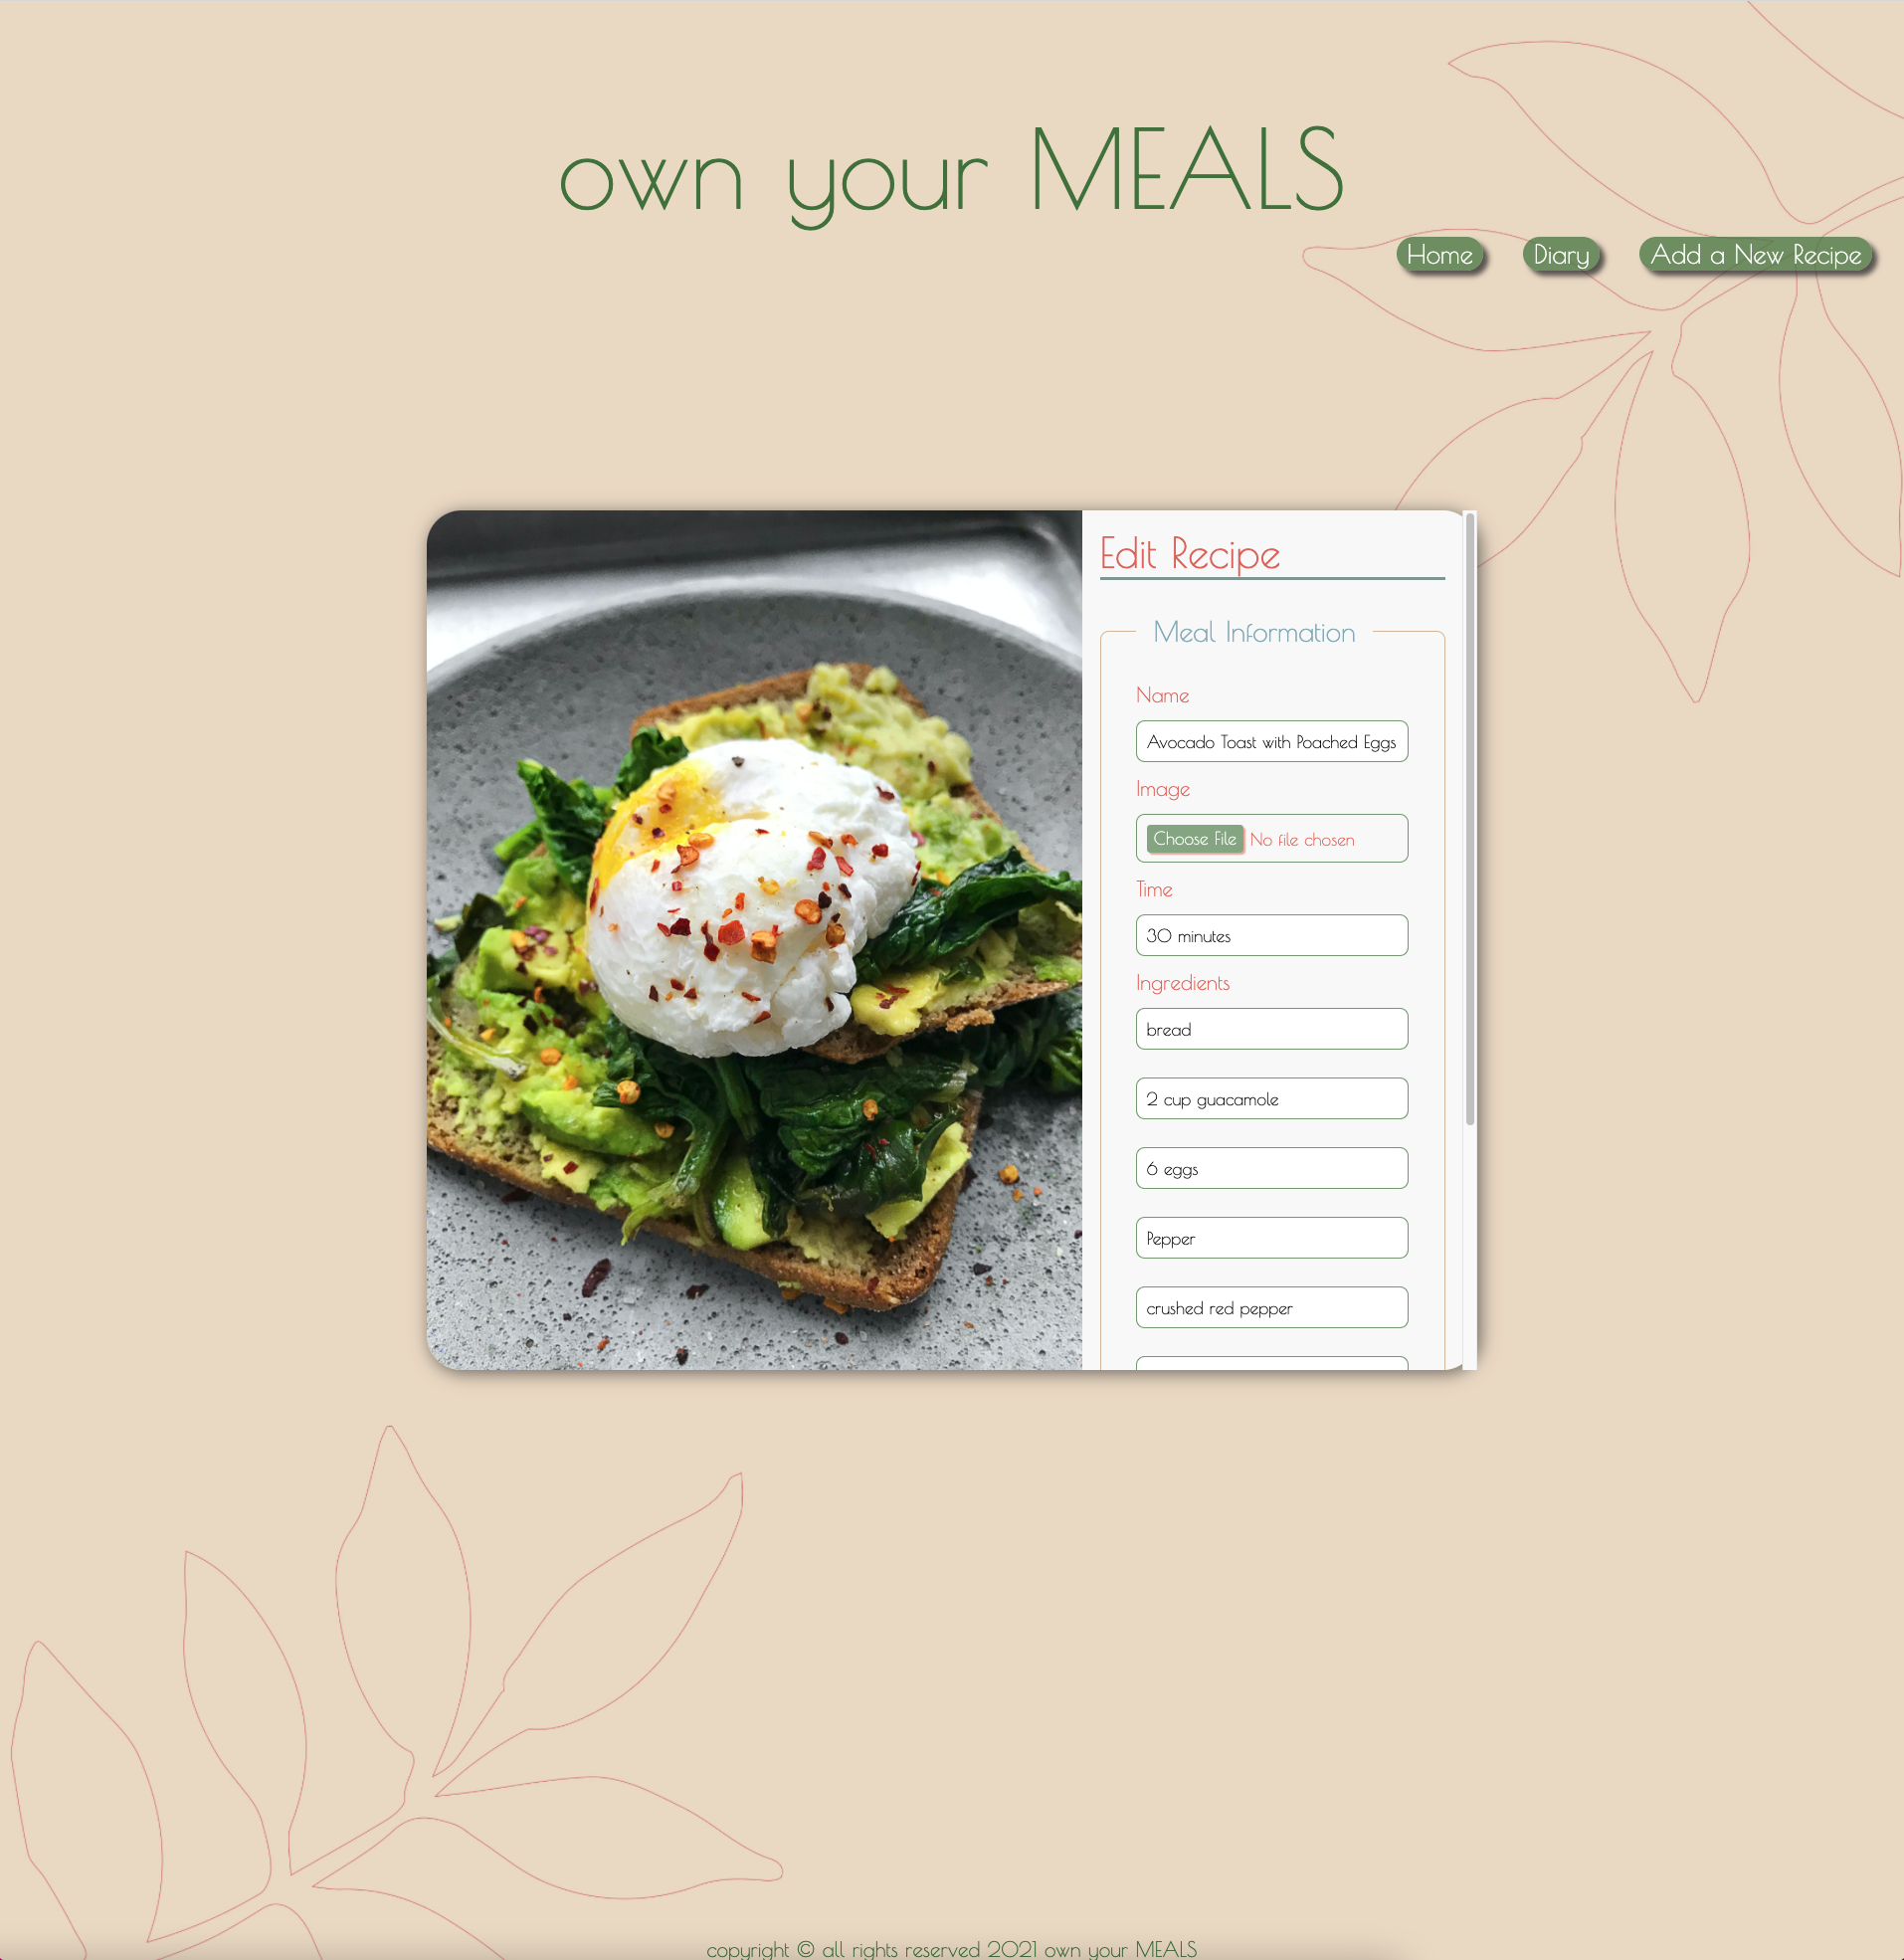 own your MEALS
Home Diary Add a New Recipe
Edit Recipe
Meal Information
Name
Avocado Toast with Poached Eggs
Image
Choose File No file chosen
Time
30 minutes
Ingredients
bread
2 cup guacamole
6 eggs
Pepper
crushed red pepper
copyright © all rights reserved 2021 own your MEALS